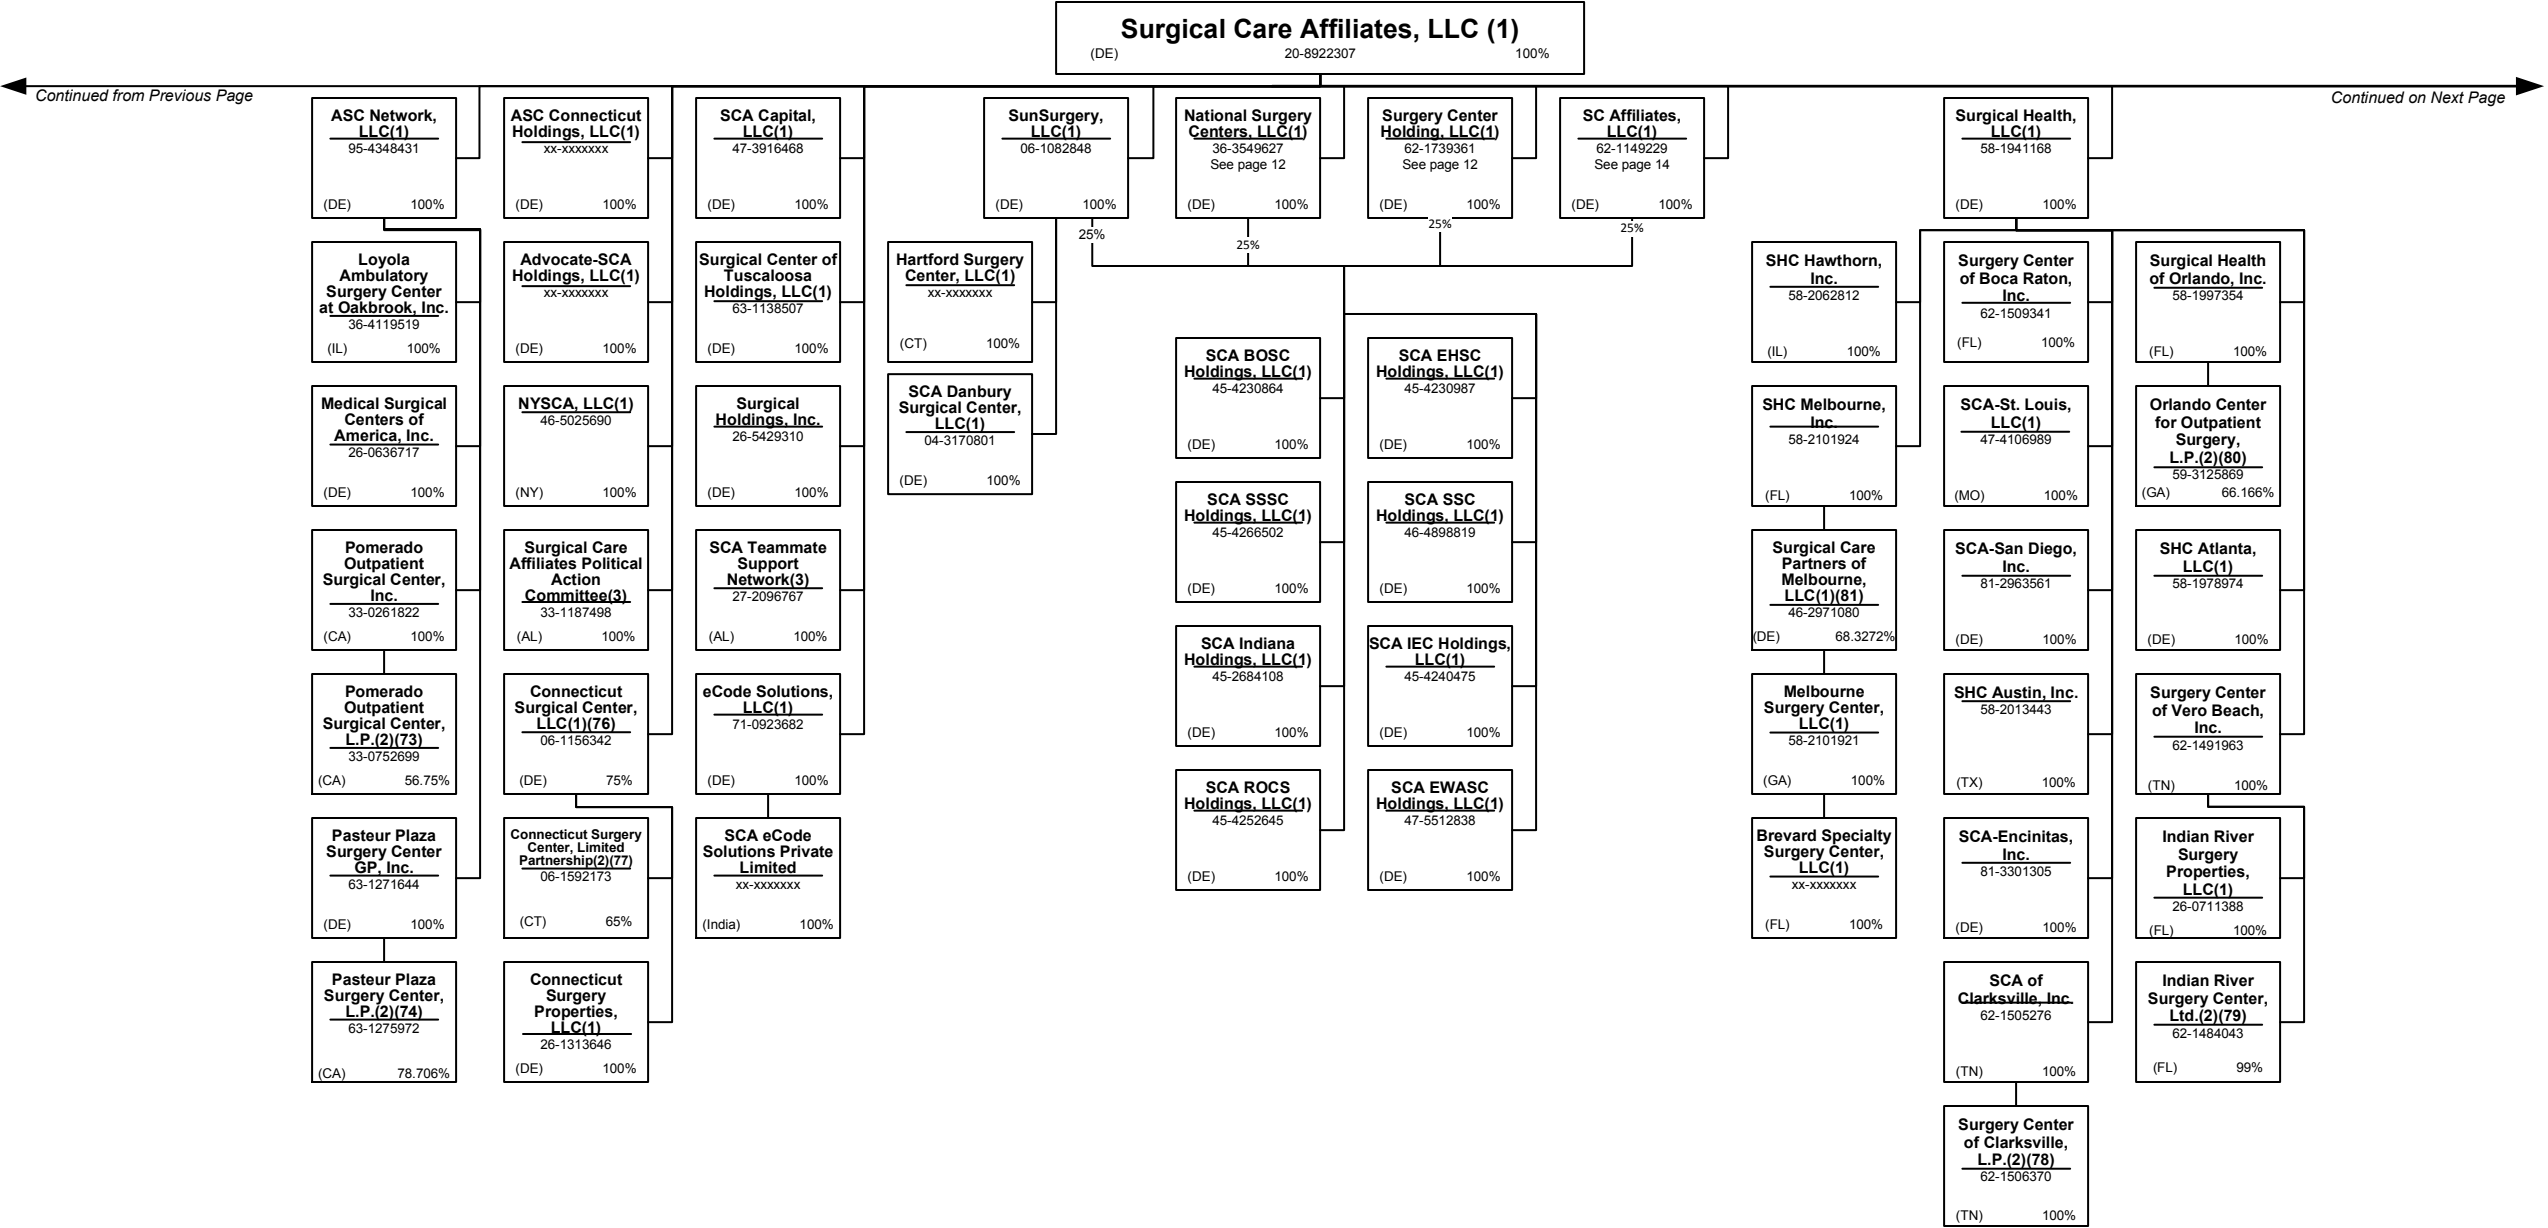 Surgical Care Affiliates, LLC (1)
(DE) 20-8922307 100%
Continued from Previous Page
Continued on Next Page
ASC Network,
LLC(1)
95-4348431
(DE) 100%
Loyola
Ambulatory
Surgery Center
at Oakbrook, Inc.
36-4119519
(IL) 100%
Medical Surgical
Centers of
America, Inc.
26-0636717
(DE) 100%
Pomerado
Outpatient
Surgical Center,
Inc.
33-0261822
(CA) 100%
Pomerado
Outpatient
Surgical Center,
L.P.(2)(73)
33-0752699
(CA) 56.75%
Pasteur Plaza
Surgery Center
GP, Inc.
63-1271644
(DE) 100%
Pasteur Plaza
Surgery Center,
L.P.(2)(74)
63-1275972
(CA) 78.706%
ASC Connecticut
Holdings, LLC(1)
xx-xxxxxxx
(DE) 100%
Advocate-SCA
Holdings, LLC(1)
xx-xxxxxxx
(DE) 100%
NYSCA, LLC(1)
46-5025690
(NY) 100%
Surgical Care
Affiliates Political
Action
Committee(3)
33-1187498
(AL) 100%
Connecticut
Surgical Center,
LLC(1)(76)
06-1156342
(DE) 75%
Connecticut Surgery
Center, Limited
Partnership(2)(77)
06-1592173
(CT) 65%
Connecticut
Surgery
Properties,
LLC(1)
26-1313646
(DE) 100%
SCA Capital,
LLC(1)
47-3916468
(DE) 100%
Surgical Center of
Tuscaloosa
Holdings, LLC(1)
63-1138507
(DE) 100%
Surgical
Holdings, Inc.
26-5429310
(DE) 100%
SCA Teammate
Support
Network(3)
27-2096767
(AL) 100%
eCode Solutions,
LLC(1)
71-0923682
(DE) 100%
SCA eCode
Solutions Private
Limited
xx-xxxxxxx
(India) 100%
SunSurgery,
LLC(1)
06-1082848
(DE) 100%
25%
Hartford Surgery
Center, LLC(1)
xx-xxxxxxx
(CT) 100%
SCA Danbury
Surgical Center,
LLC(1)
04-3170801
(DE) 100%
National Surgery
Centers, LLC(1)
36-3549627
See page 12
(DE) 100%
25%
Surgery Center
Holding, LLC(1)
62-1739361
See page 12
(DE) 100%
25%
SC Affiliates,
LLC(1)
62-1149229
See page 14
(DE) 100%
25%
SCA BOSC
Holdings, LLC(1)
45-4230864
(DE) 100%
SCA SSSC
Holdings, LLC(1)
45-4266502
(DE) 100%
SCA Indiana
Holdings, LLC(1)
45-2684108
(DE) 100%
SCA ROCS
Holdings, LLC(1)
45-4252645
(DE) 100%
SCA EHSC
Holdings, LLC(1)
45-4230987
(DE) 100%
SCA SSC
Holdings, LLC(1)
46-4898819
(DE) 100%
SCA IEC Holdings,
LLC(1)
45-4240475
(DE) 100%
SCA EWASC
Holdings, LLC(1)
47-5512838
(DE) 100%
Surgical Health,
LLC(1)
58-1941168
(DE) 100%
SHC Hawthorn,
Inc.
58-2062812
(IL) 100%
SHC Melbourne,
Inc.
58-2101924
(FL) 100%
Surgical Care
Partners of
Melbourne,
LLC(1)(81)
46-2971080
(DE) 68.3272%
Melbourne
Surgery Center,
LLC(1)
58-2101921
(GA) 100%
Brevard Specialty
Surgery Center,
LLC(1)
xx-xxxxxxx
(FL) 100%
Surgery Center
of Boca Raton,
Inc.
62-1509341
(FL) 100%
SCA-St. Louis,
LLC(1)
47-4106989
(MO) 100%
SCA-San Diego,
Inc.
81-2963561
(DE) 100%
SHC Austin, Inc.
58-2013443
(TX) 100%
SCA-Encinitas,
Inc.
81-3301305
(DE) 100%
SCA of
Clarksville, Inc.
62-1505276
(TN) 100%
Surgery Center
of Clarksville,
L.P.(2)(78)
62-1506370
(TN) 100%
Surgical Health
of Orlando, Inc.
58-1997354
(FL) 100%
Orlando Center
for Outpatient
Surgery,
L.P.(2)(80)
59-3125869
(GA) 66.166%
SHC Atlanta,
LLC(1)
58-1978974
(DE) 100%
Surgery Center
of Vero Beach,
Inc.
62-1491963
(TN) 100%
Indian River
Surgery
Properties,
LLC(1)
26-0711388
(FL) 100%
Indian River
Surgery Center,
Ltd.(2)(79)
62-1484043
(FL) 99%